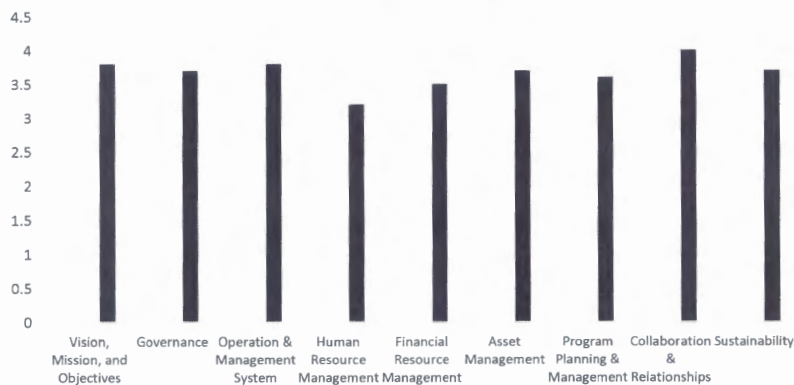 4.5
4
3.5
3
2.5
2
1.5
1
0.5
0
Vision, Mission, and Objectives
Governance
Operation & Management System
Human Resource Management
Financial Resource Management
Asset Management
Program Planning & Management
Collaboration & Relationships
Sustainability